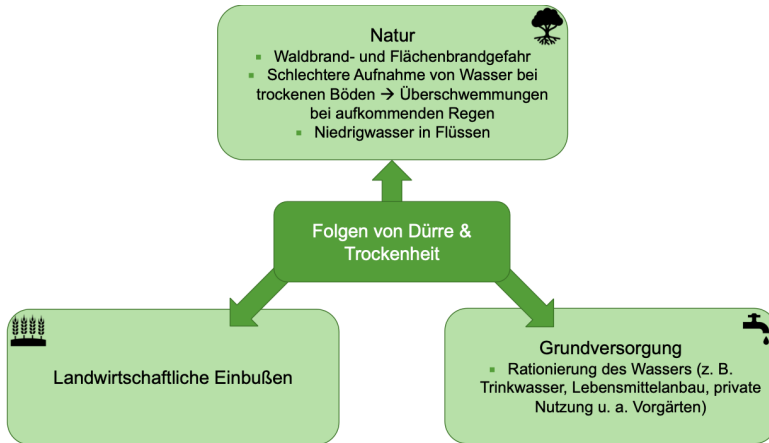 Natur
▪ Waldbrand- und Flächenbrandgefahr
▪ Schlechtere Aufnahme von Wasser bei
trockenen Böden → Überschwemmungen
bei aufkommenden Regen
▪ Niedrigwasser in Flüssen
Folgen von Dürre &
Trockenheit
Landwirtschaftliche Einbußen
Grundversorgung
▪ Rationierung des Wassers (z. B.
Trinkwasser, Lebensmittelanbau, private
Nutzung u. a. Vorgärten)